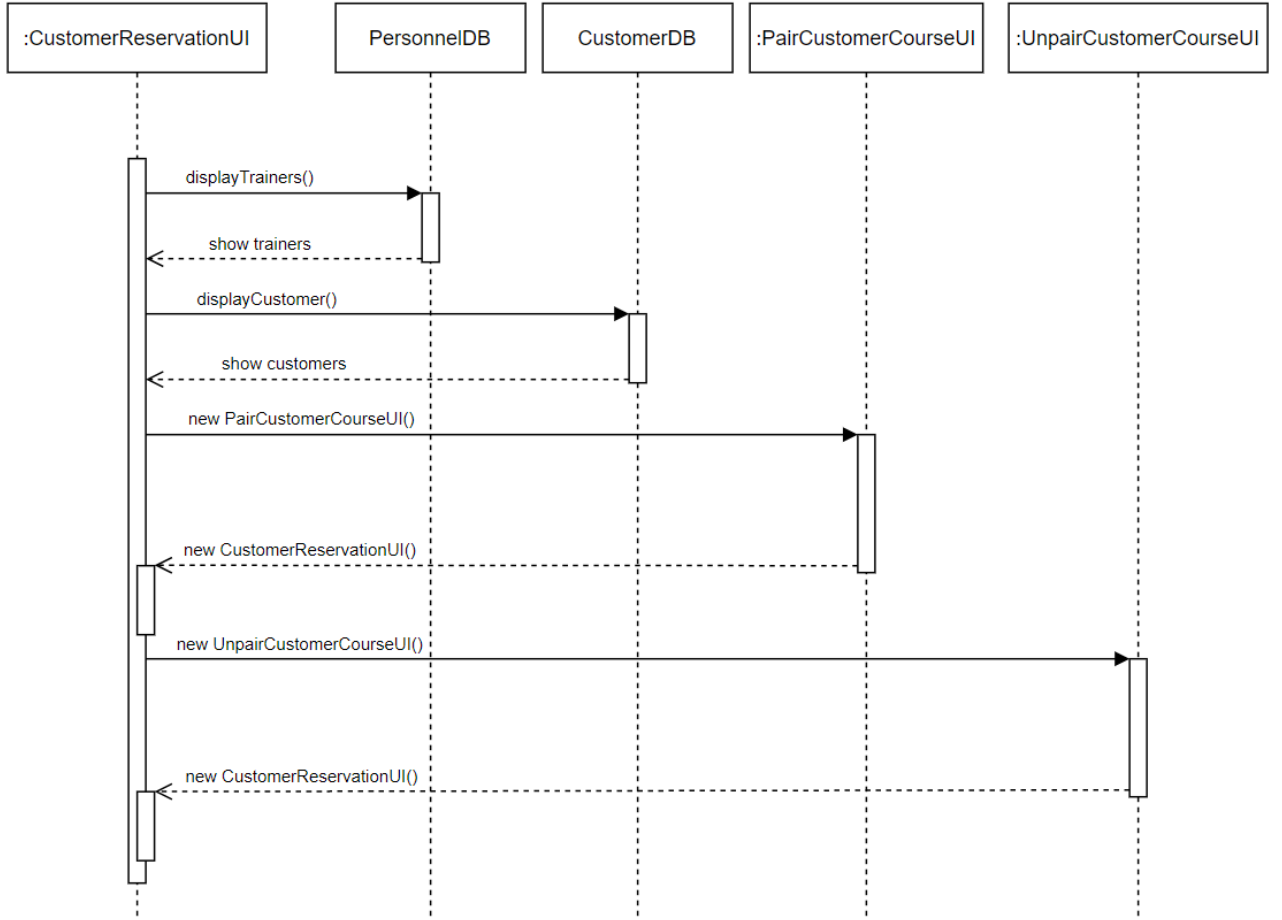 :CustomerReservationUI
PersonnelDB
CustomerDB
:PairCustomerCourseUI
:UnpairCustomerCourseUI
displayTrainers()
show trainers
displayCustomer()
show customers
new PairCustomerCourseUI()
new CustomerReservationUI()
new UnpairCustomerCourseUI()
new CustomerReservationUI()